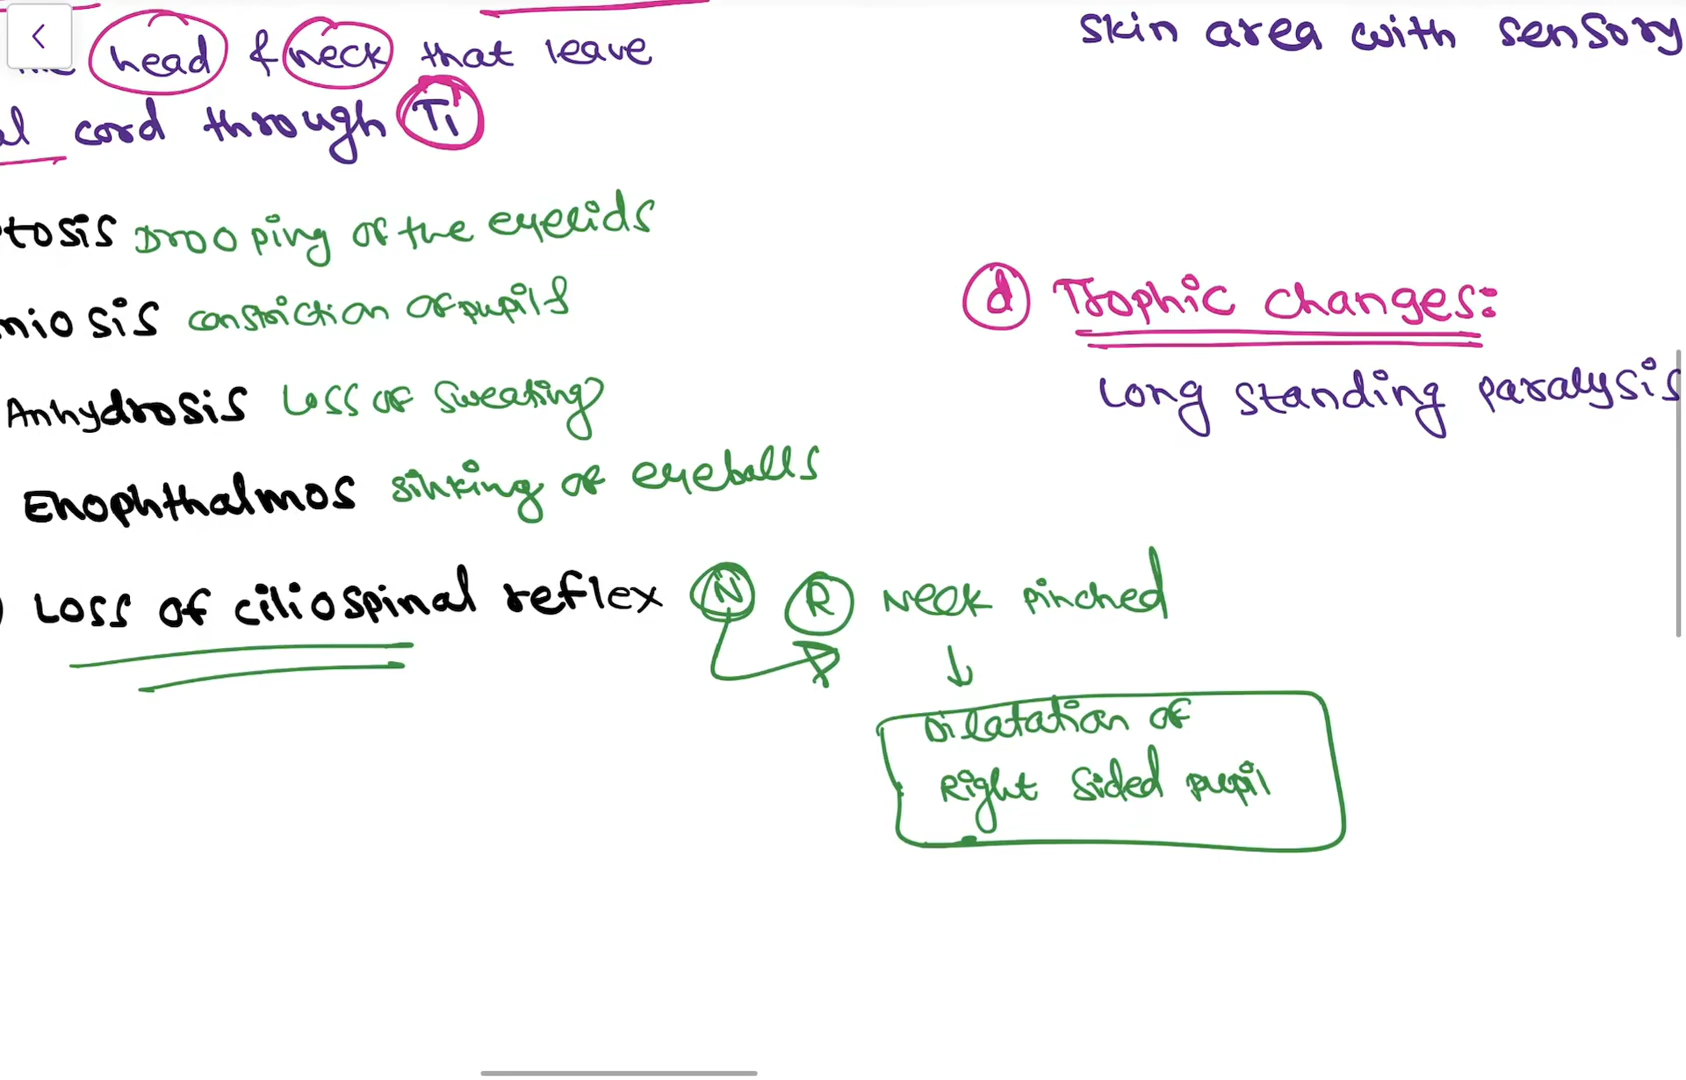 head & neck that leave
al cord through T1
tosis Drooping of the eyelids
miosis constriction of pupils
Anhydrosis Loss of sweating
Enophthalmos sinking of eyeballs
Loss of ciliospinal reflex N R Neck pinched
↓
Dilatation of
Right sided pupil
skin area with sensory
d Trophic changes:
Long standing paralysis